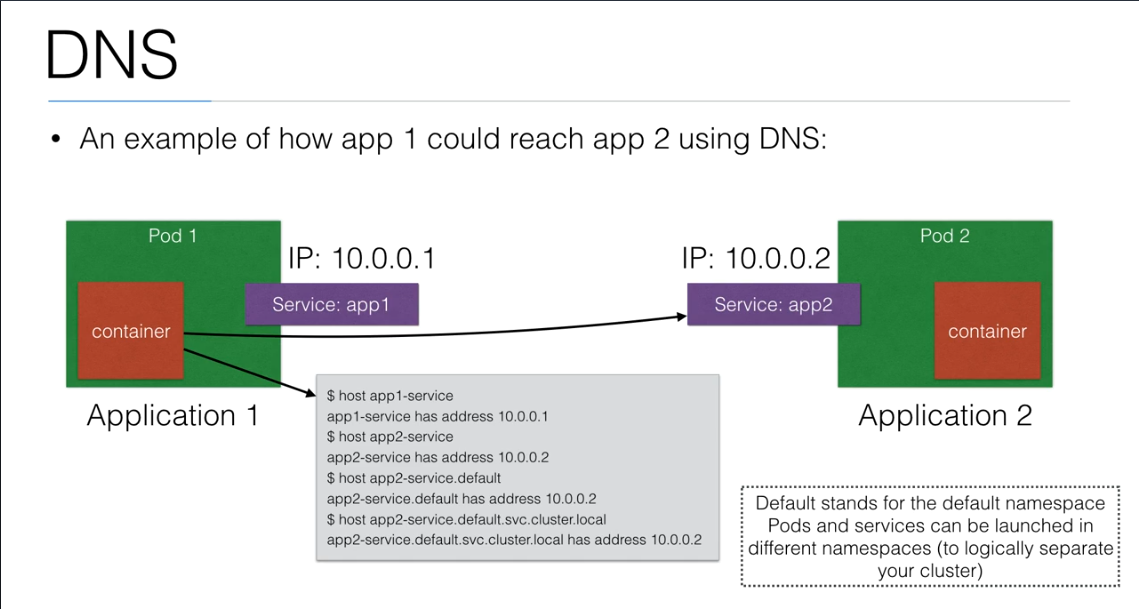 DNS
• An example of how app 1 could reach app 2 using DNS:
Pod 1
IP: 10.0.0.1
Service: app1
container
Application 1
IP: 10.0.0.2
Pod 2
Service: app2
container
Application 2
$ host app1-service
app1-service has address 10.0.0.1
$ host app2-service
app2-service has address 10.0.0.2
$ host app2-service.default
app2-service.default has address 10.0.0.2
$ host app2-service.default.svc.cluster.local
app2-service.default.svc.cluster.local has address 10.0.0.2
Default stands for the default namespace
Pods and services can be launched in
different namespaces (to logically separate
your cluster)